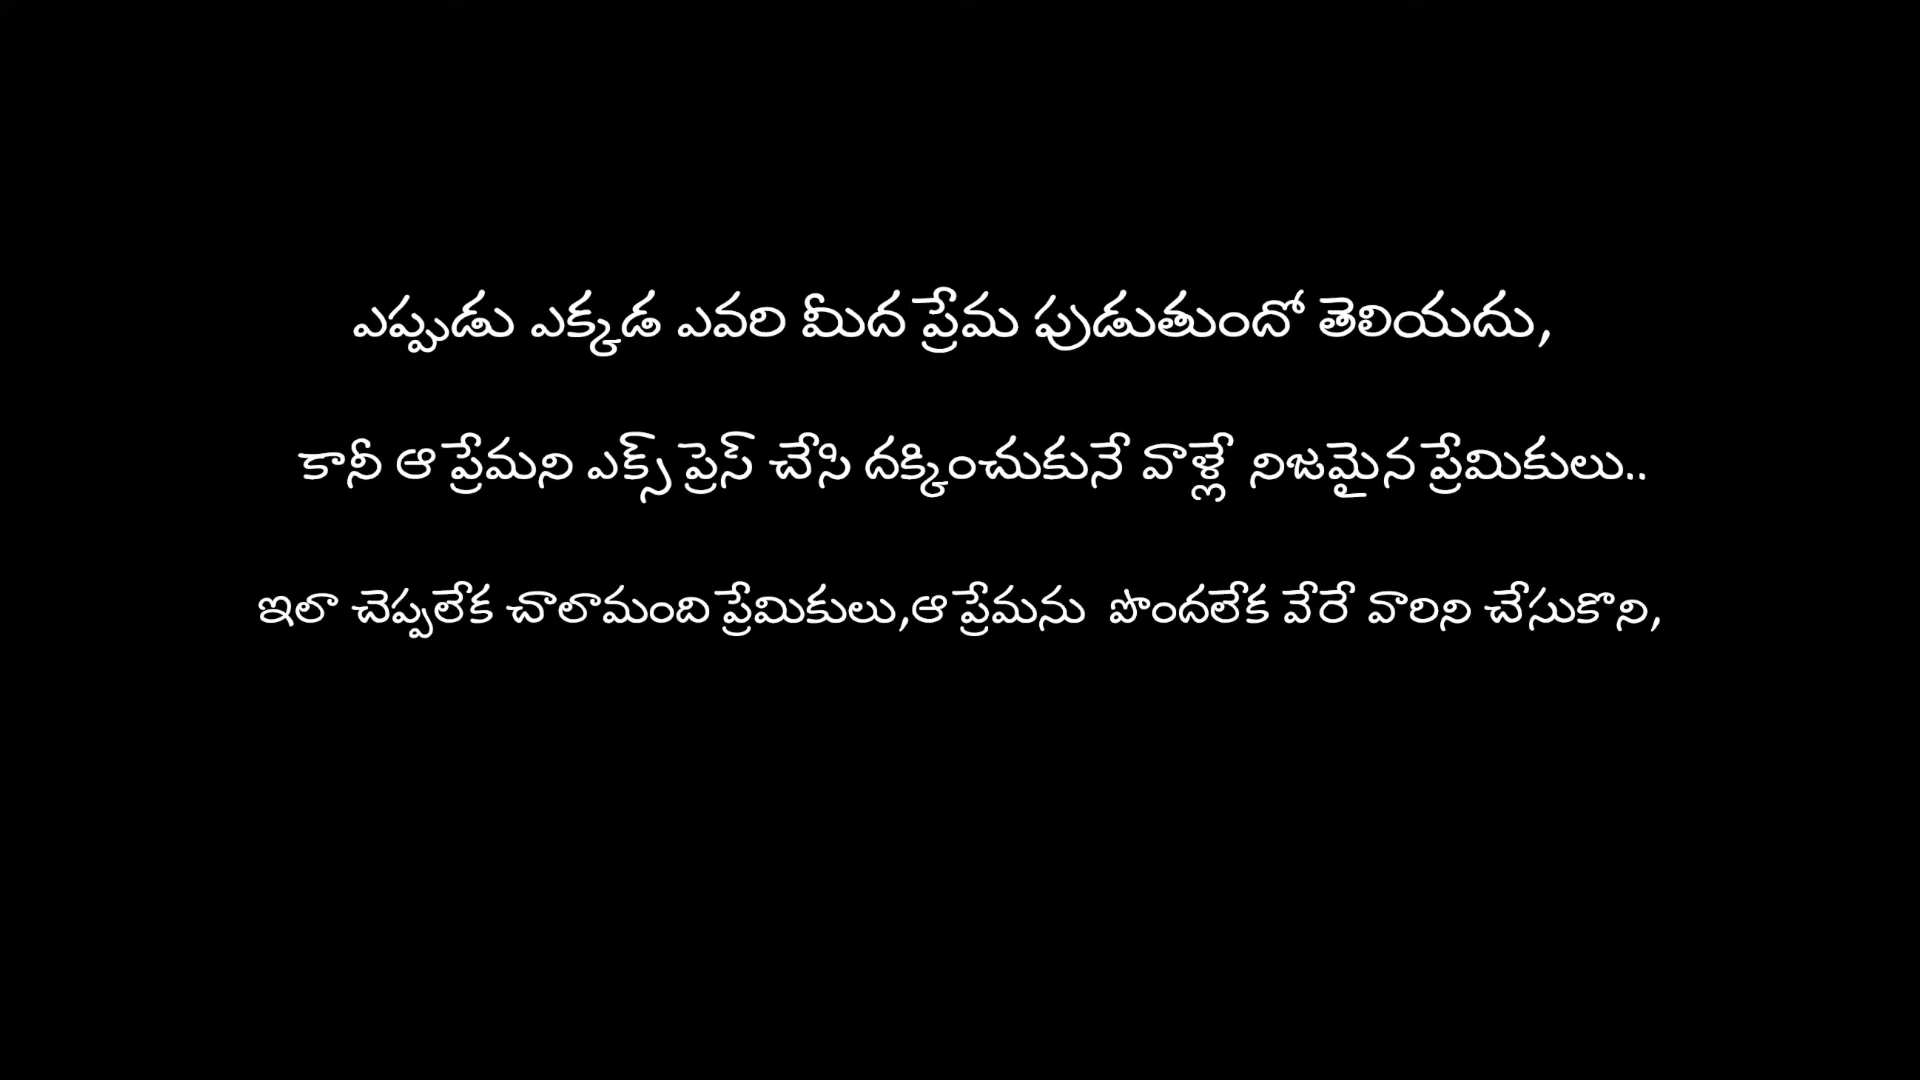 ఎప్పుడు ఎక్కడ ఎవరి మీద ప్రేమ పుడుతుందో తెలియదు,
కానీ ఆ ప్రేమని ఎక్స్ ప్రెస్ చేసి దక్కించుకునే వాళ్లే నిజమైన ప్రేమికులు..
ఇలా చెప్పలేక చాలామంది ప్రేమికులు,ఆ ప్రేమను పొందలేక వేరే వారిని చేసుకొని,